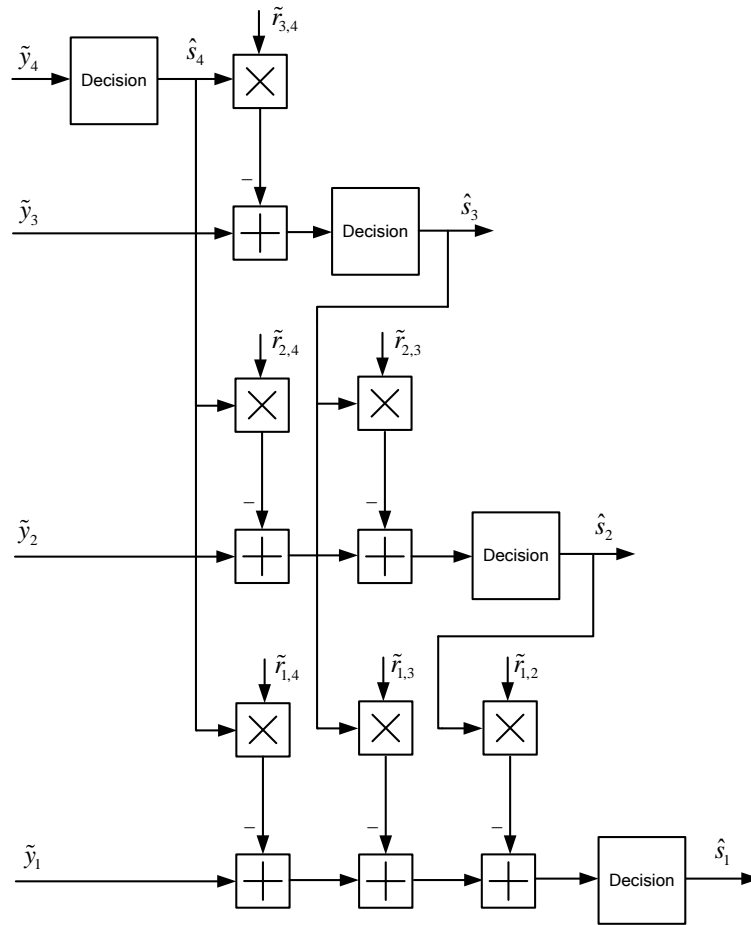 r̃₃,₄
ỹ₄ Decision ŝ₄
−
ỹ₃ Decision ŝ₃
r̃₂,₄ r̃₂,₃
− −
ỹ₂ Decision ŝ₂
r̃₁,₄ r̃₁,₃ r̃₁,₂
− − −
ỹ₁ Decision ŝ₁